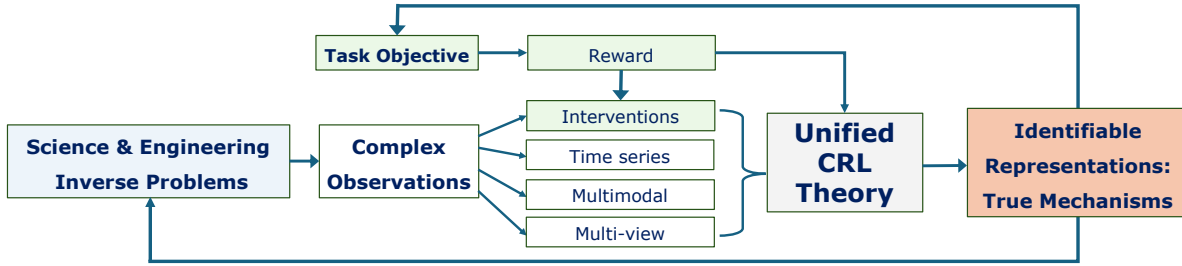 Task Objective
Reward
Science & Engineering
Inverse Problems
Complex
Observations
Interventions
Time series
Multimodal
Multi-view
Unified
CRL
Theory
Identifiable
Representations:
True Mechanisms